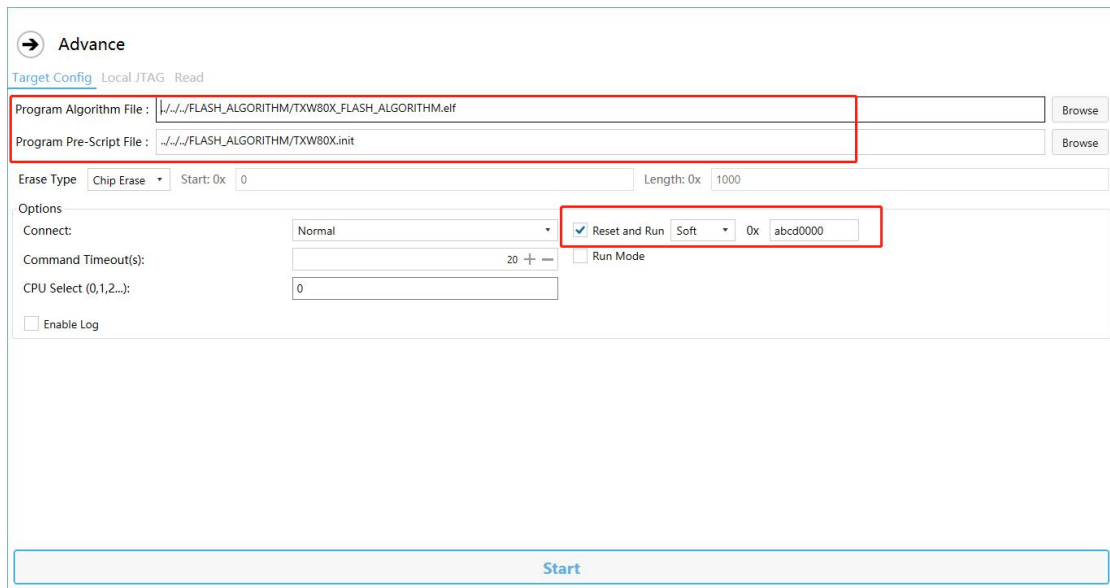 Advance
Target Config Local JTAG Read
Program Algorithm File : ../../../FLASH_ALGORITHM/TXW80X_FLASH_ALGORITHM.elf Browse
Program Pre-Script File : ../../../FLASH_ALGORITHM/TXW80X.init Browse
Erase Type Chip Erase Start: 0x 0 Length: 0x 1000
Options
Connect: Normal Reset and Run Soft 0x abcd0000
Command Timeout(s): 20 + − Run Mode
CPU Select (0,1,2...): 0
Enable Log
Start